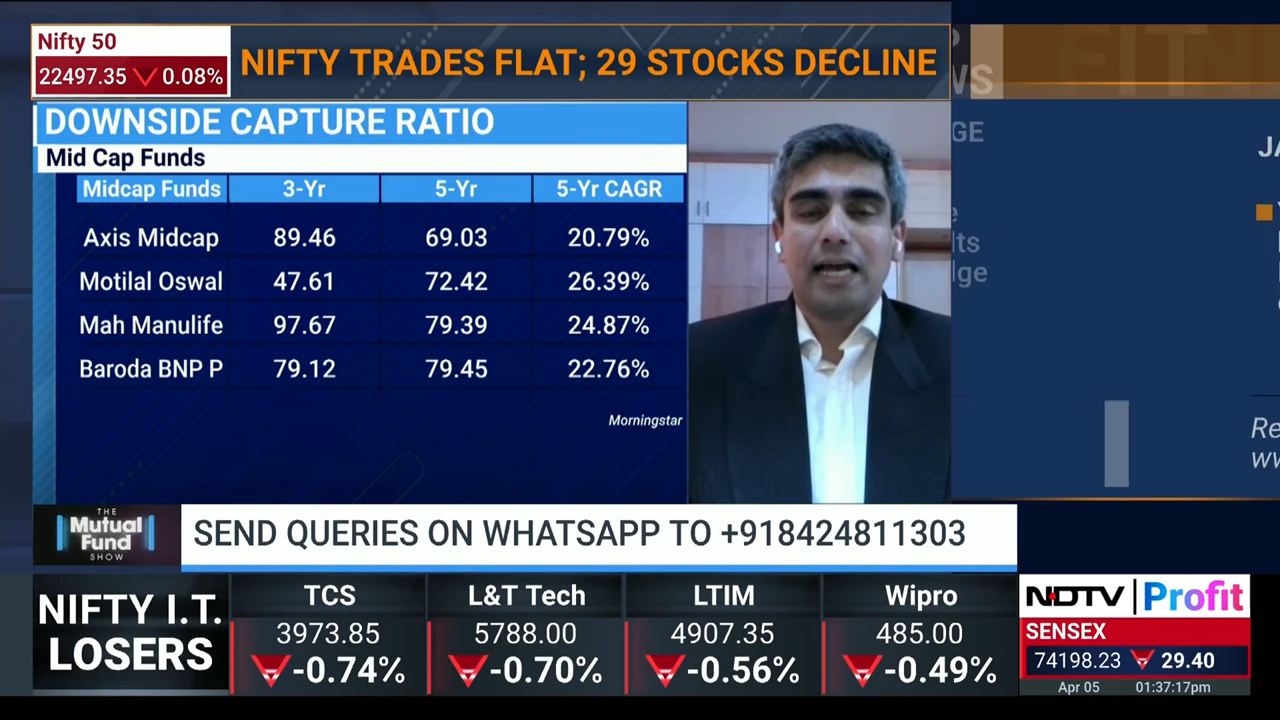 Nifty 50
22497.35 0.08%
NIFTY TRADES FLAT; 29 STOCKS DECLINE
DOWNSIDE CAPTURE RATIO
Mid Cap Funds
Midcap Funds 3-Yr 5-Yr 5-Yr CAGR
Axis Midcap 89.46 69.03 20.79%
Motilal Oswal 47.61 72.42 26.39%
Mah Manulife 97.67 79.39 24.87%
Baroda BNP P 79.12 79.45 22.76%
Morningstar
THE
Mutual
Fund
SHOW
SEND QUERIES ON WHATSAPP TO +918424811303
NIFTY I.T.
LOSERS
TCS
3973.85
-0.74%
L&T Tech
5788.00
-0.70%
LTIM
4907.35
-0.56%
Wipro
485.00
-0.49%
NDTV Profit
SENSEX
74198.23 29.40
Apr 05 01:37:17pm